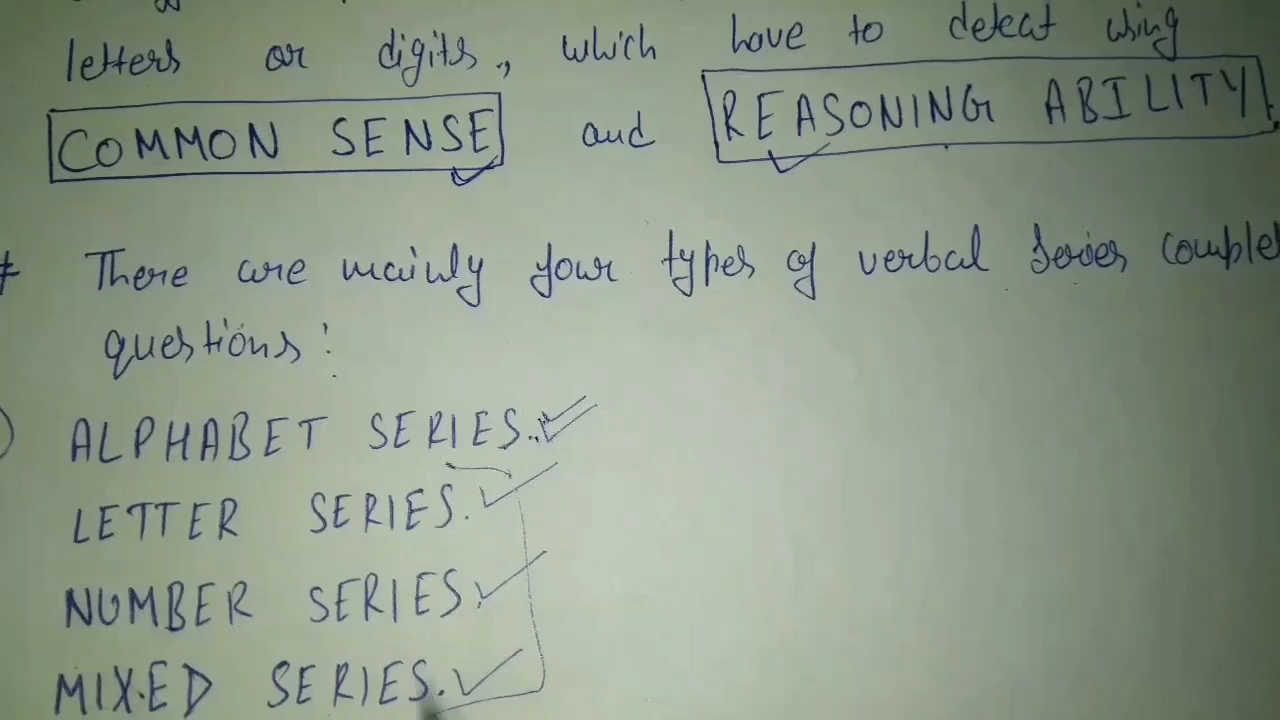 letters or digits, which have to detect using
COMMON SENSE and REASONING ABILITY.
# There are mainly four types of verbal series
questions:
ALPHABET SERIES.
LETTER SERIES.
NUMBER SERIES.
MIXED SERIES.